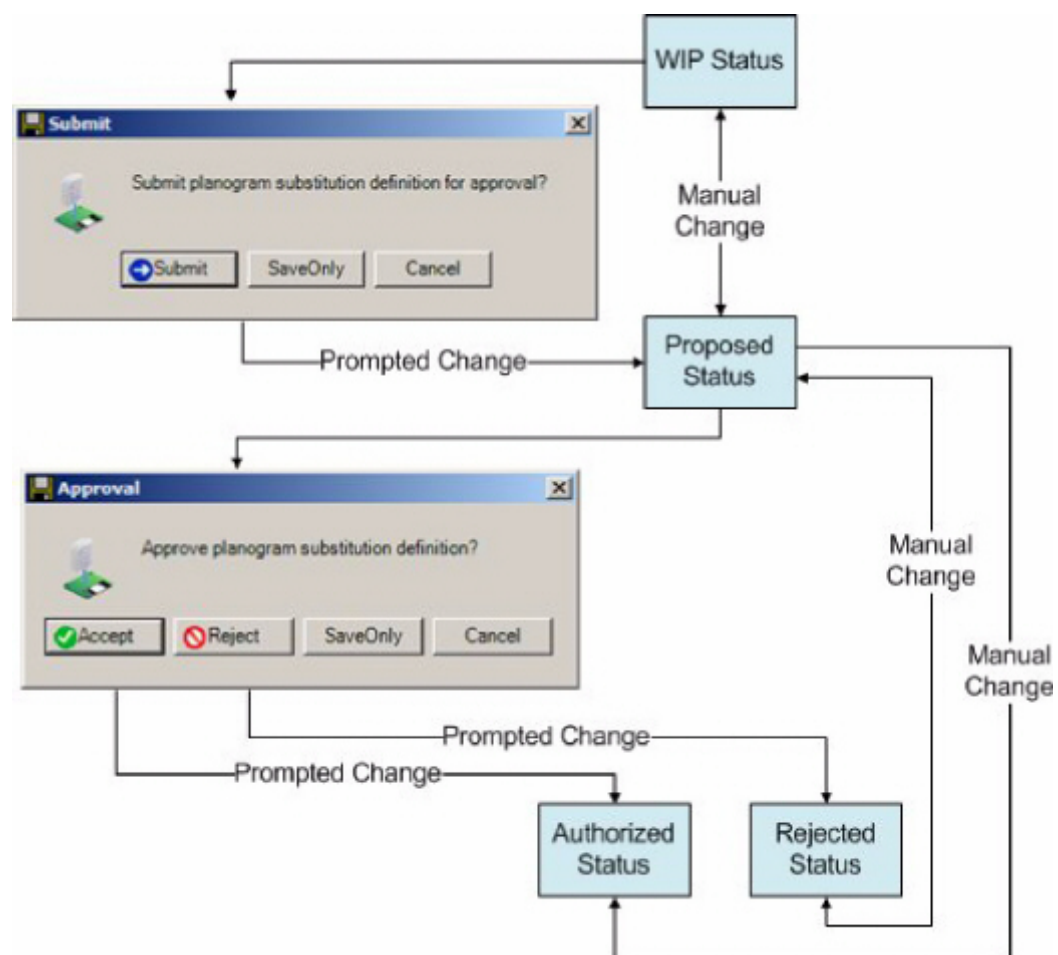 WIP Status
Submit
Submit planogram substitution definition for approval?
Submit
SaveOnly
Cancel
Manual
Change
Prompted Change
Proposed
Status
Approval
Approve planogram substitution definition?
Accept
Reject
SaveOnly
Cancel
Manual
Change
Manual
Change
Prompted Change
Prompted Change
Authorized
Status
Rejected
Status